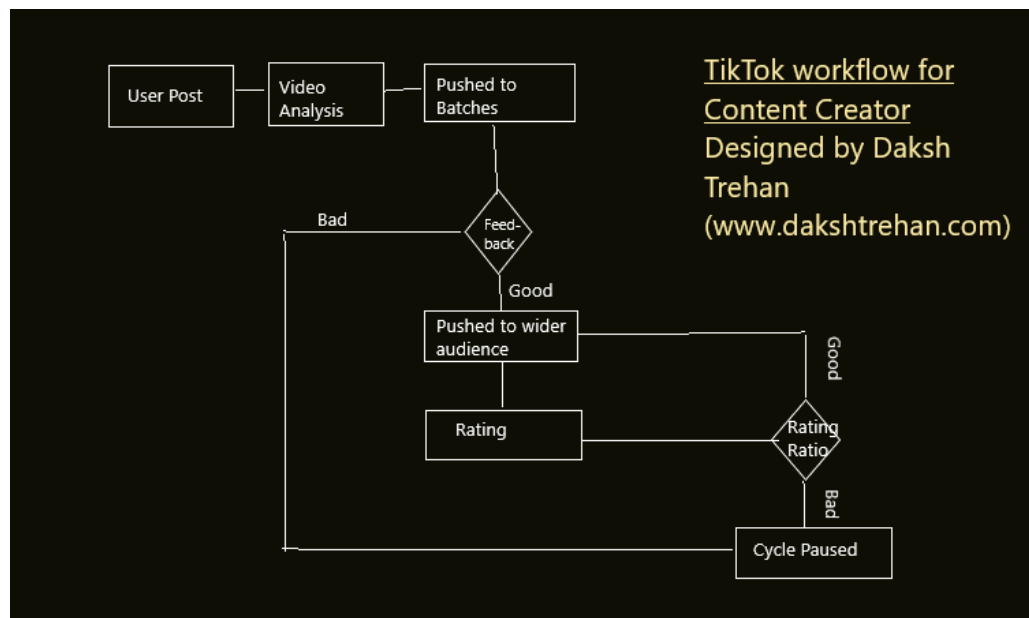 User Post
Video
Analysis
Pushed to
Batches
TikTok workflow for
Content Creator
Designed by Daksh
Trehan
(www.dakshtrehan.com)
Bad
Feed-
back
Good
Pushed to wider
audience
Good
Rating
Rating
Ratio
Bad
Cycle Paused